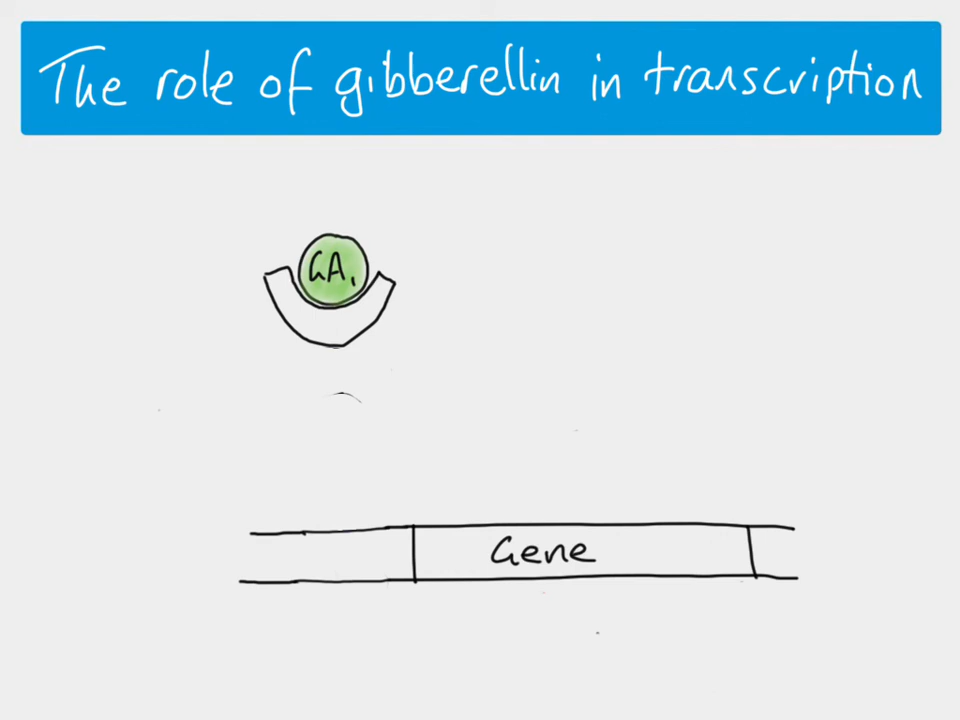 The role of gibberellin in transcription
GA₁
Gene